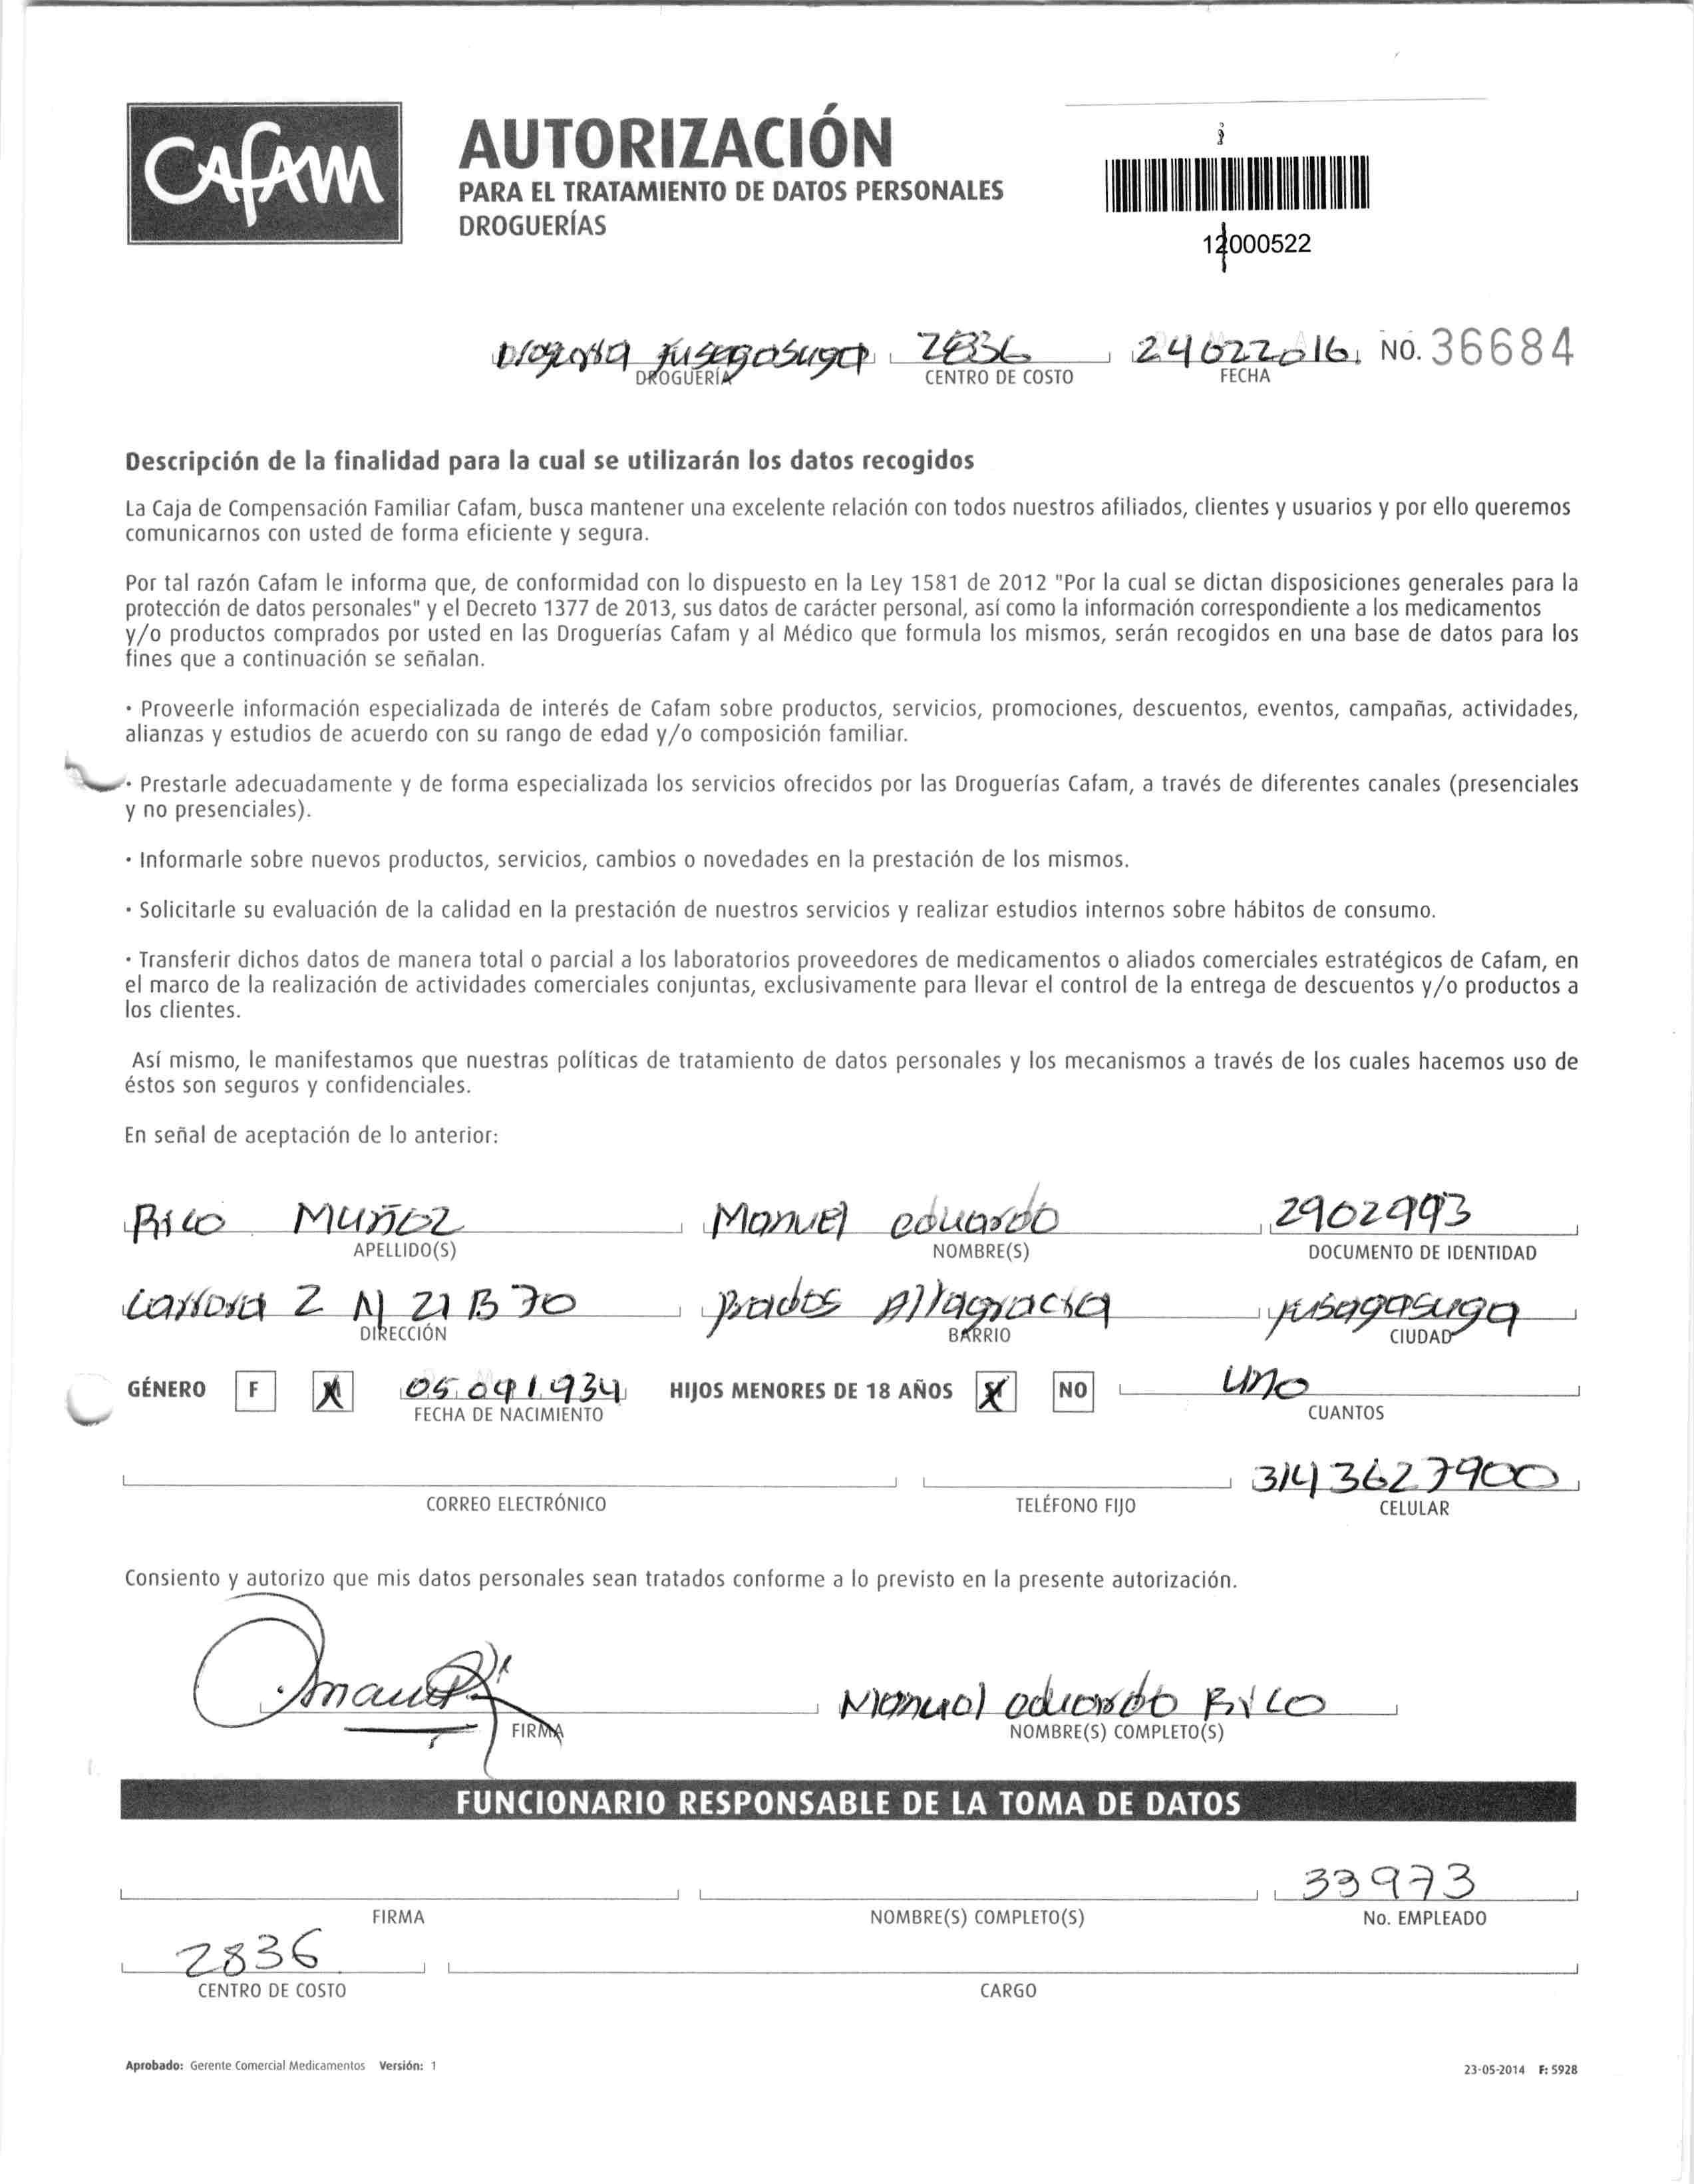 CAFAM
AUTORIZACIÓN
PARA EL TRATAMIENTO DE DATOS PERSONALES
DROGUERÍAS
000522
fusagasuga 24022016 NO. 36684
DROGUERÍA CENTRO DE COSTO FECHA
Descripción de la finalidad para la cual se utilizarán los datos recogidos
La Caja de Compensación Familiar Cafam, busca mantener una excelente relación con todos nuestros afiliados, clientes y usuarios y por ello queremos
comunicarnos con usted de forma eficiente y segura.
Por tal razón Cafam le informa que, de conformidad con lo dispuesto en la Ley 1581 de 2012 "Por la cual se dictan disposiciones generales para la
protección de datos personales" y el Decreto 1377 de 2013, sus datos de carácter personal, así como la información correspondiente a los medicamentos
y/o productos comprados por usted en las Droguerías Cafam y al Médico que formula los mismos, serán recogidos en una base de datos para los
fines que a continuación se señalan.
· Proveerle información especializada de interés de Cafam sobre productos, servicios, promociones, descuentos, eventos, campañas, actividades,
alianzas y estudios de acuerdo con su rango de edad y/o composición familiar.
· Prestarle adecuadamente y de forma especializada los servicios ofrecidos por las Droguerías Cafam, a través de diferentes canales (presenciales
y no presenciales).
· Informarle sobre nuevos productos, servicios, cambios o novedades en la prestación de los mismos.
· Solicitarle su evaluación de la calidad en la prestación de nuestros servicios y realizar estudios internos sobre hábitos de consumo.
· Transferir dichos datos de manera total o parcial a los laboratorios proveedores de medicamentos o aliados comerciales estratégicos de Cafam, en
el marco de la realización de actividades comerciales conjuntas, exclusivamente para llevar el control de la entrega de descuentos y/o productos a
los clientes.
Así mismo, le manifestamos que nuestras políticas de tratamiento de datos personales y los mecanismos a través de los cuales hacemos uso de
éstos son seguros y confidenciales.
En señal de aceptación de lo anterior:
Rico Muñoz Manuel eduardo 2902993
APELLIDO(S) NOMBRE(S) DOCUMENTO DE IDENTIDAD
Carrera 2 N 21 B 70 prados Altagracia fusagasuga
DIRECCIÓN BARRIO CIUDAD
GÉNERO F X 05 09 1934 HIJOS MENORES DE 18 AÑOS X NO uno
FECHA DE NACIMIENTO CUANTOS
3143627900
CORREO ELECTRÓNICO TELÉFONO FIJO CELULAR
Consiento y autorizo que mis datos personales sean tratados conforme a lo previsto en la presente autorización.
Manuel eduardo Rico
FIRMA NOMBRE(S) COMPLETO(S)
FUNCIONARIO RESPONSABLE DE LA TOMA DE DATOS
33973
FIRMA NOMBRE(S) COMPLETO(S) No. EMPLEADO
2836
CENTRO DE COSTO CARGO
Aprobado: Gerente Comercial Medicamentos Versión: 1 23-05-2014 F: 5928